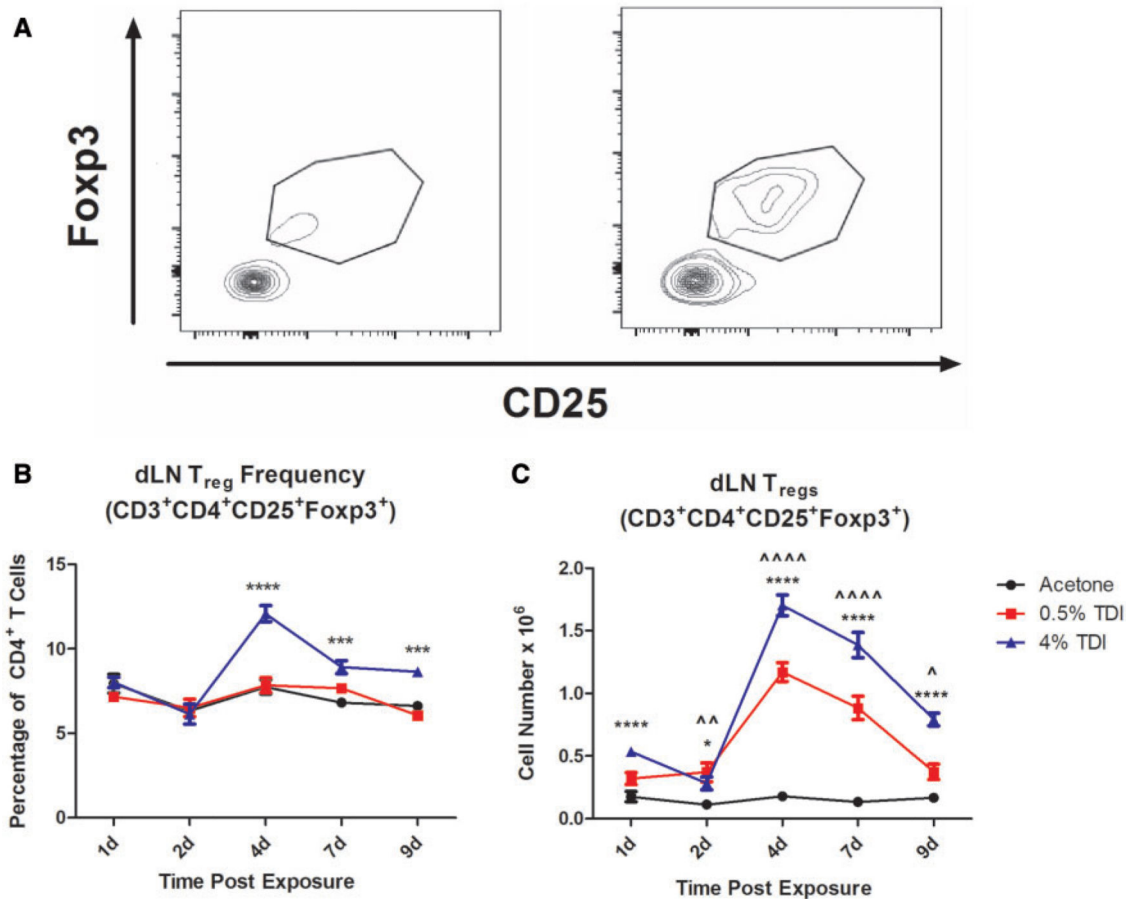 A
Foxp3
CD25
B
dLN Treg Frequency
(CD3+CD4+CD25+Foxp3+)
Percentage of CD4+ T Cells
15
10
5
0
****
***
***
1d
2d
4d
7d
9d
Time Post Exposure
C
dLN Tregs
(CD3+CD4+CD25+Foxp3+)
Cell Number x 10^6
2.0
1.5
1.0
0.5
0.0
****
^^
*
^^^^
****
^^^^
****
^
****
1d
2d
4d
7d
9d
Time Post Exposure
Acetone
0.5% TDI
4% TDI